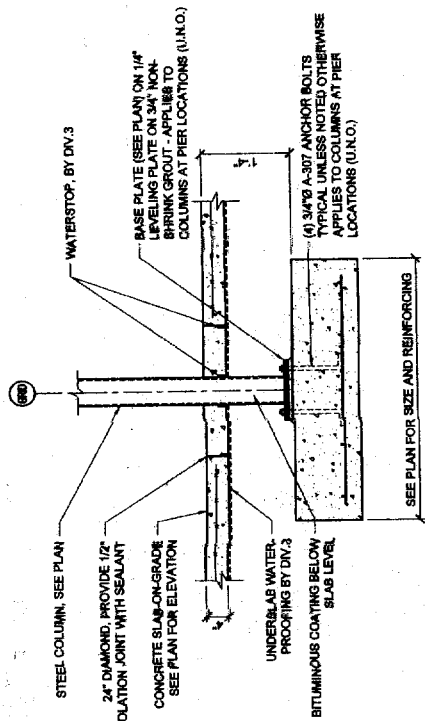 GRID
STEEL COLUMN, SEE PLAN
24" DIAMOND, PROVIDE 1/2"
OLATION JOINT WITH SEALANT
CONCRETE SLAB-ON-GRADE
SEE PLAN FOR ELEVATION
4"
UNDERSLAB WATER-
PROOFING BY DIV.3
BITUMINOUS COATING BELOW
SLAB LEVEL
WATERSTOP, BY DIV.3
BASE PLATE (SEE PLAN) ON 1/4"
LEVELING PLATE ON 3/4" NON-
SHRINK GROUT - APPLIES TO
COLUMNS AT PIER LOCATIONS (U.N.O.)
1'-4"
(4) 3/4"Ø A-307 ANCHOR BOLTS
TYPICAL UNLESS NOTED OTHERWISE
APPLIES TO COLUMNS AT PIER
LOCATIONS (U.N.O.)
SEE PLAN FOR SIZE AND REINFORCING